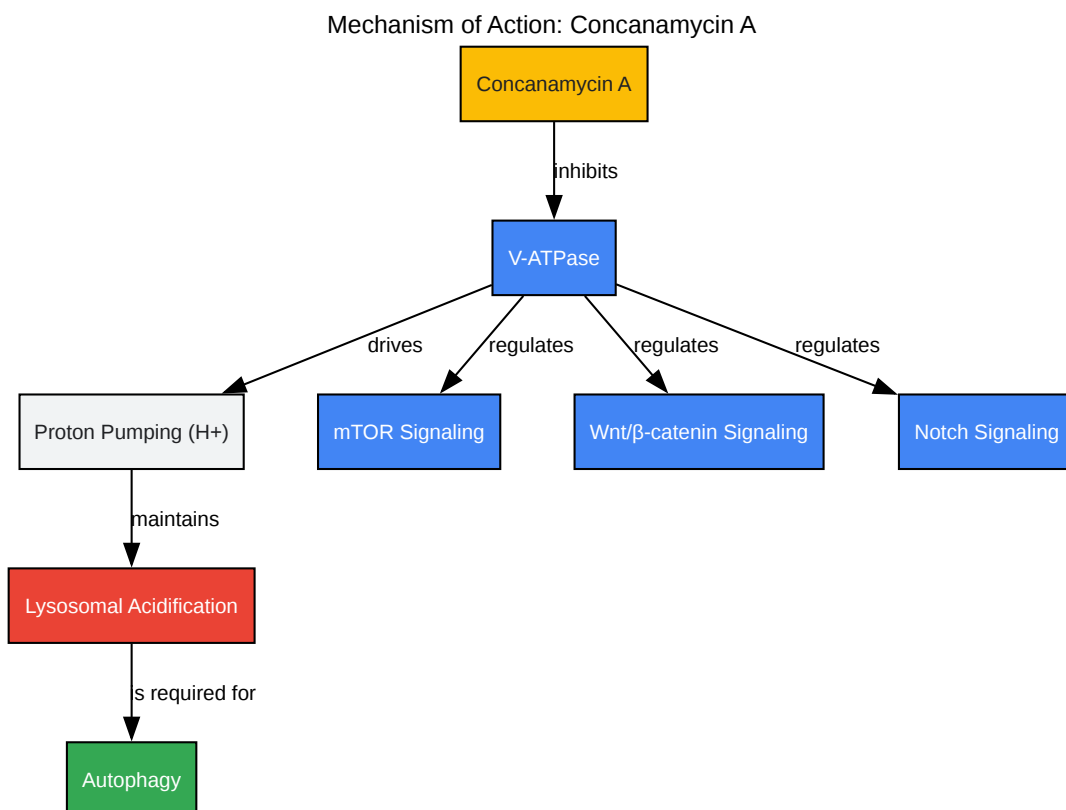 Mechanism of Action: Concanamycin A
Concanamycin A
inhibits
V-ATPase
drives
regulates
regulates
regulates
Proton Pumping (H+)
mTOR Signaling
Wnt/β-catenin Signaling
Notch Signaling
maintains
Lysosomal Acidification
is required for
Autophagy